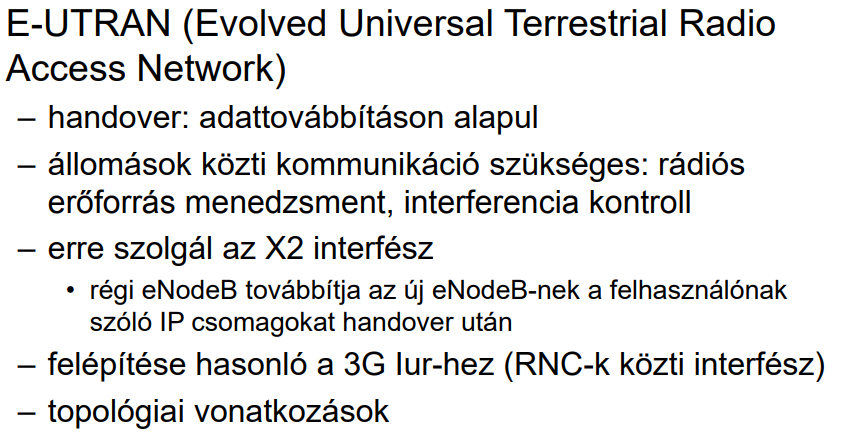 E-UTRAN (Evolved Universal Terrestrial Radio
Access Network)
– handover: adattovábbításon alapul
– állomások közti kommunikáció szükséges: rádiós
erőforrás menedzsment, interferencia kontroll
– erre szolgál az X2 interfész
• régi eNodeB továbbítja az új eNodeB-nek a felhasználónak
szóló IP csomagokat handover után
– felépítése hasonló a 3G Iur-hez (RNC-k közti interfész)
– topológiai vonatkozások